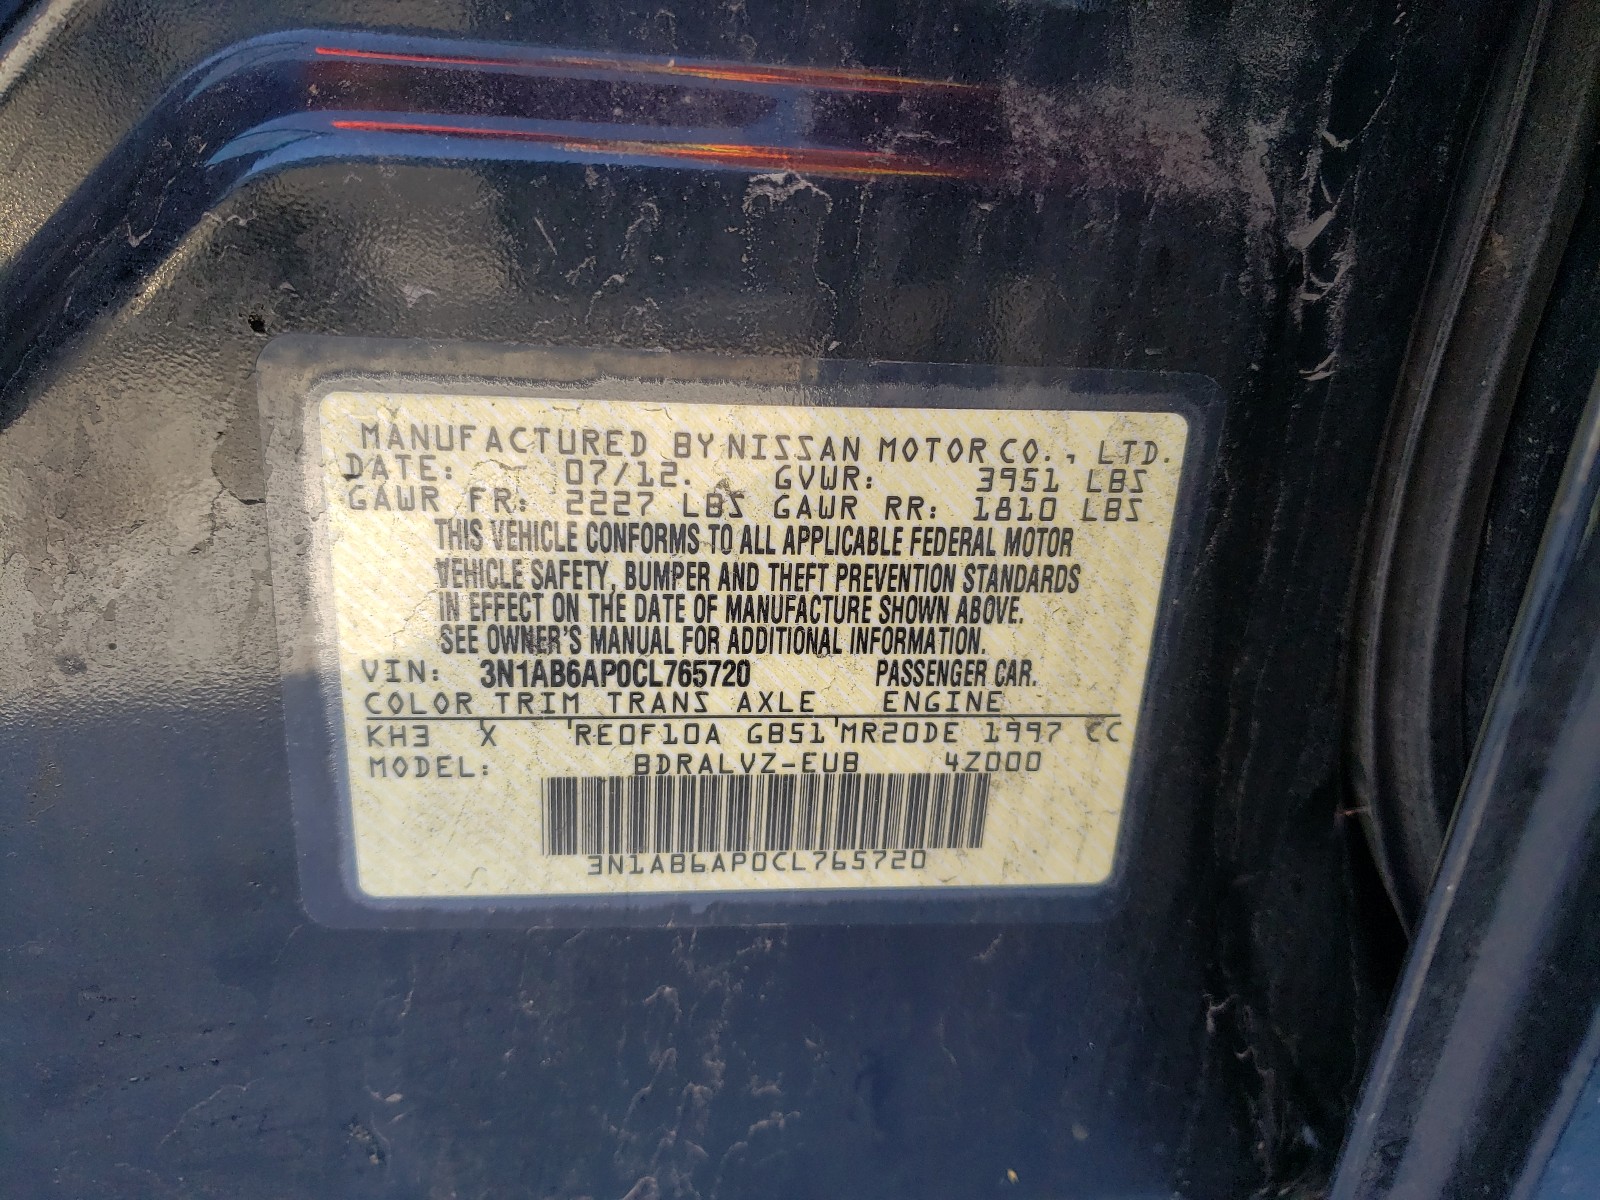 MANUFACTURED BY NISSAN MOTOR CO., LTD.
DATE: 07/12. GVWR: 3951 LBS
GAWR FR: 2227 LBS GAWR RR: 1810 LBS
THIS VEHICLE CONFORMS TO ALL APPLICABLE FEDERAL MOTOR
VEHICLE SAFETY, BUMPER AND THEFT PREVENTION STANDARDS
IN EFFECT ON THE DATE OF MANUFACTURE SHOWN ABOVE.
SEE OWNER'S MANUAL FOR ADDITIONAL INFORMATION.
VIN: 3N1AB6AP0CL765720 PASSENGER CAR.
COLOR TRIM TRANS AXLE ENGINE
KH3 X RE0F10A GB51 MR20DE 1997 CC
MODEL: BDRALVZ-EUB 4Z000
3N1AB6AP0CL765720